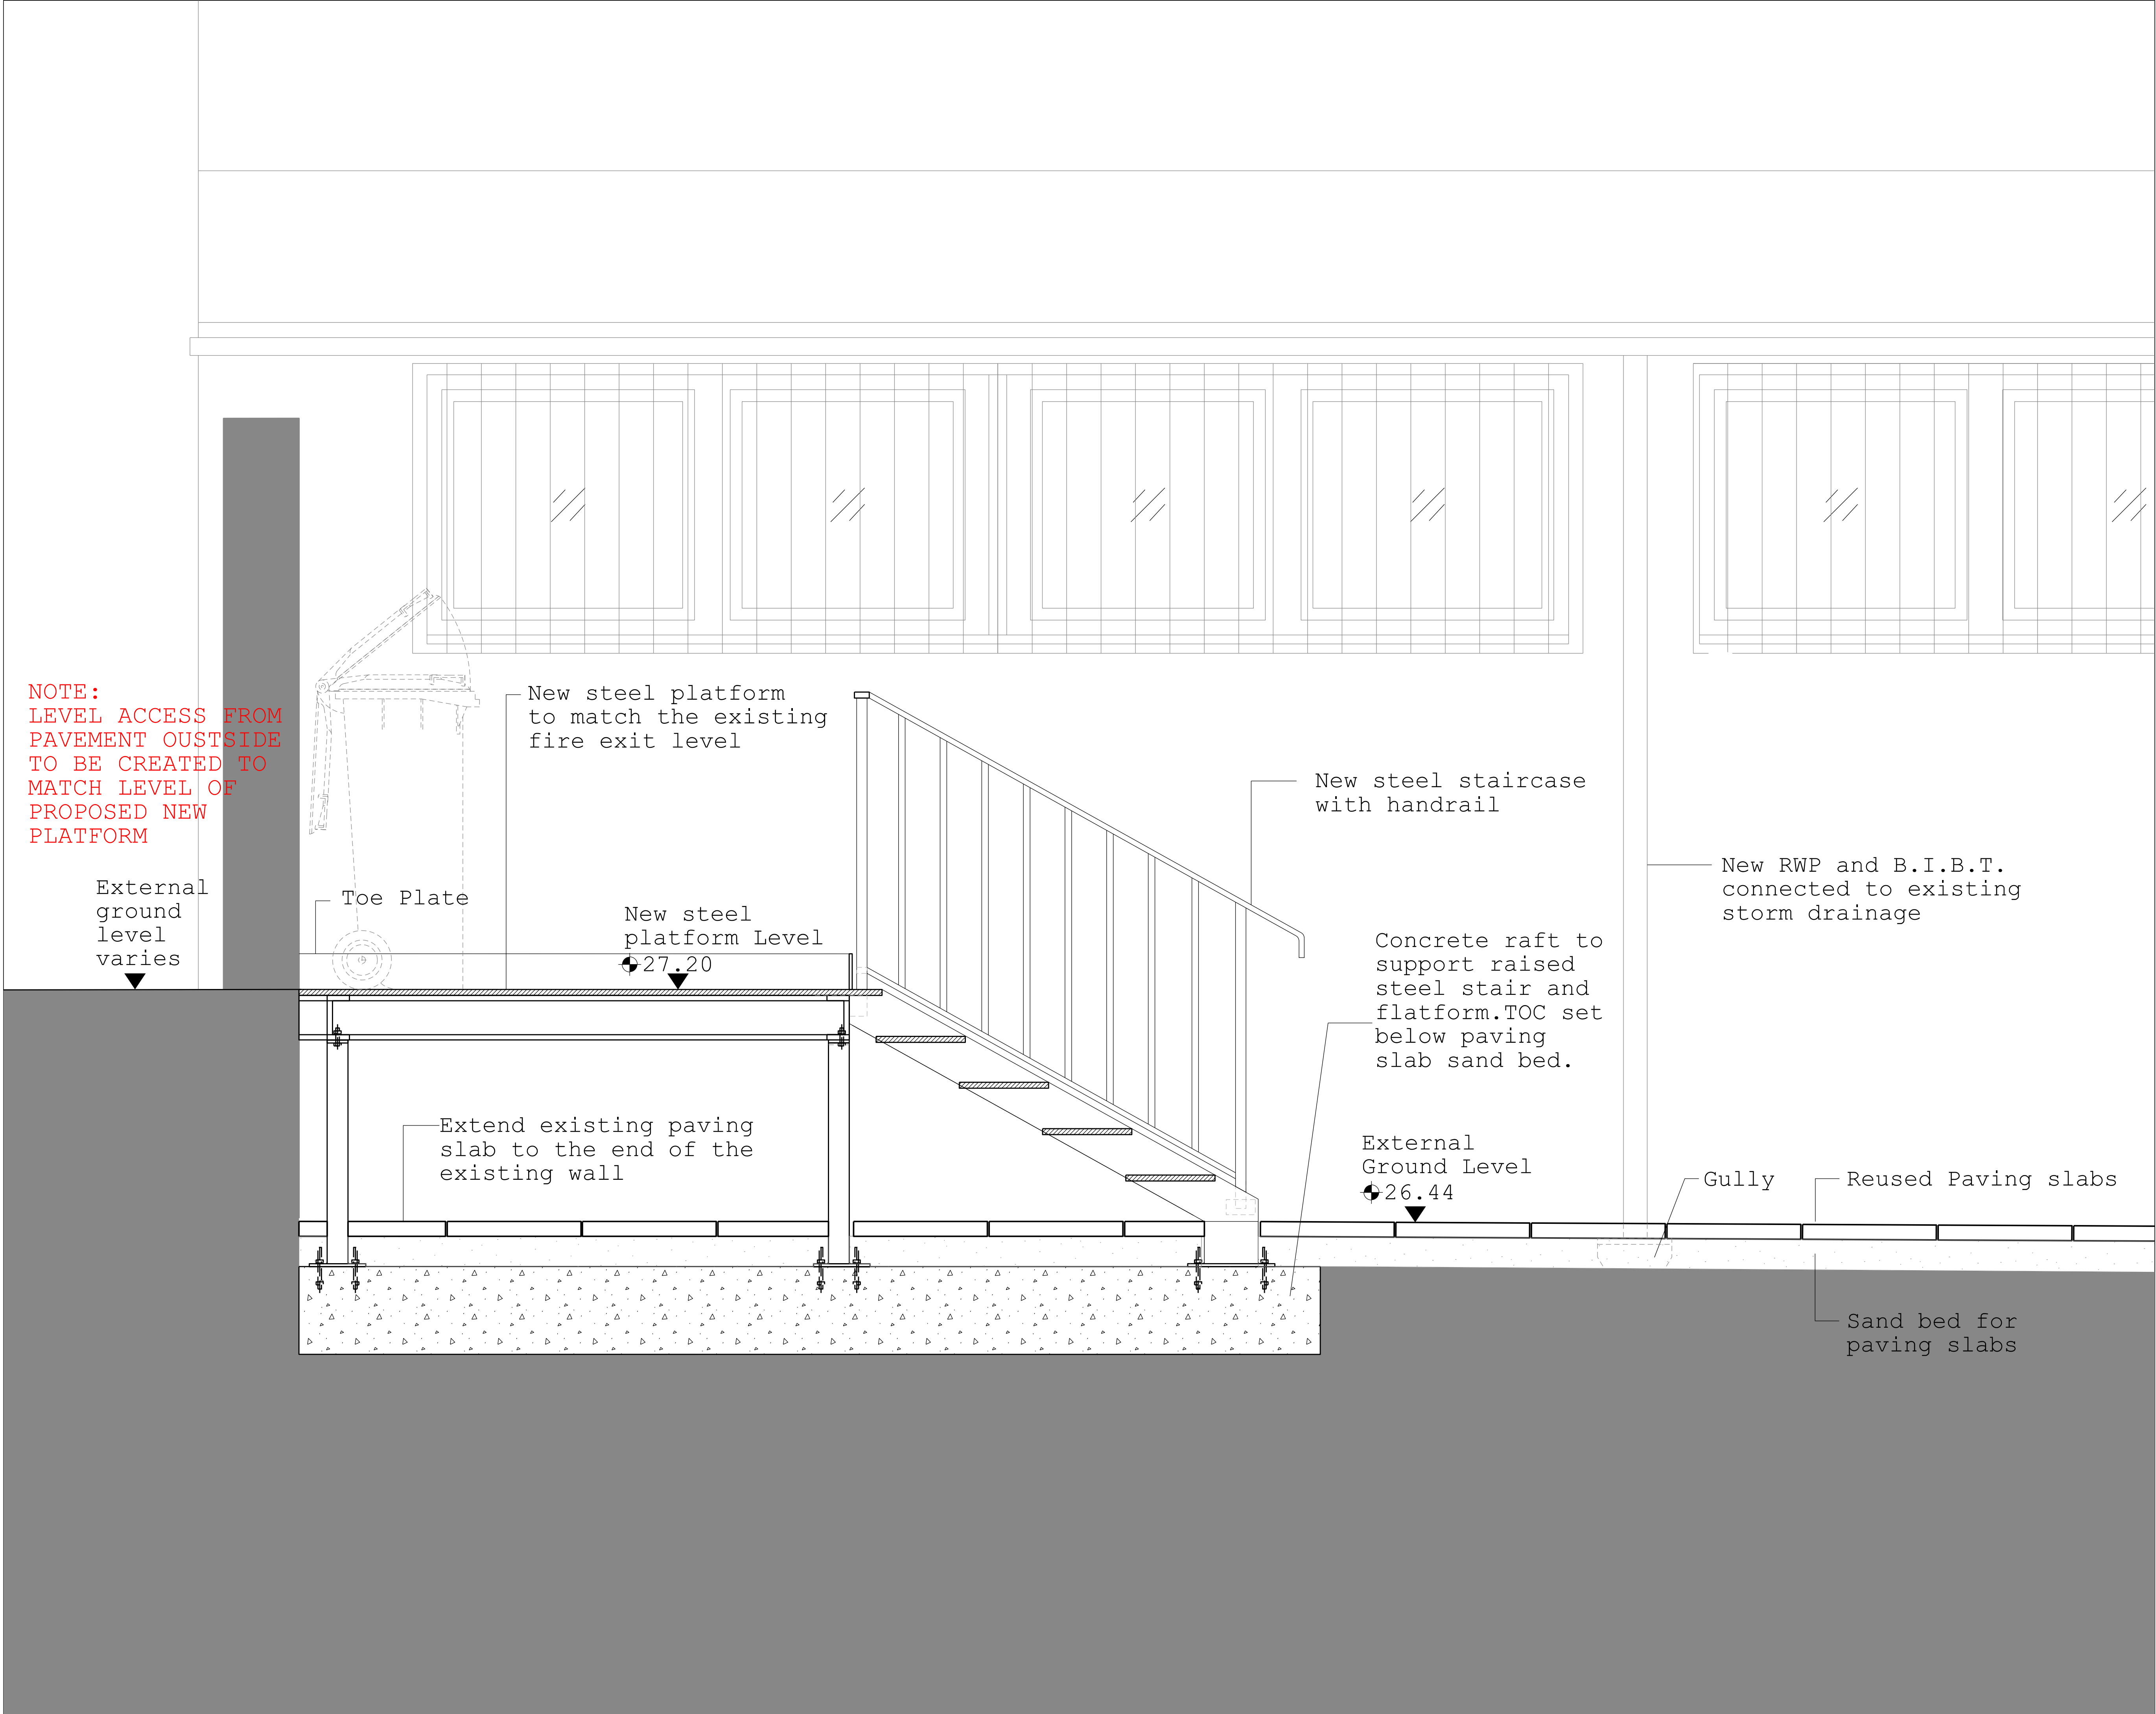 NOTE:
LEVEL ACCESS FROM
PAVEMENT OUSTSIDE
TO BE CREATED TO
MATCH LEVEL OF
PROPOSED NEW
PLATFORM
External
ground
level
varies
Toe Plate
New steel platform
to match the existing
fire exit level
New steel
platform Level
27.20
New steel staircase
with handrail
New RWP and B.I.B.T.
connected to existing
storm drainage
Concrete raft to
support raised
steel stair and
flatform.TOC set
below paving
slab sand bed.
Extend existing paving
slab to the end of the
existing wall
External
Ground Level
26.44
Gully
Reused Paving slabs
Sand bed for
paving slabs